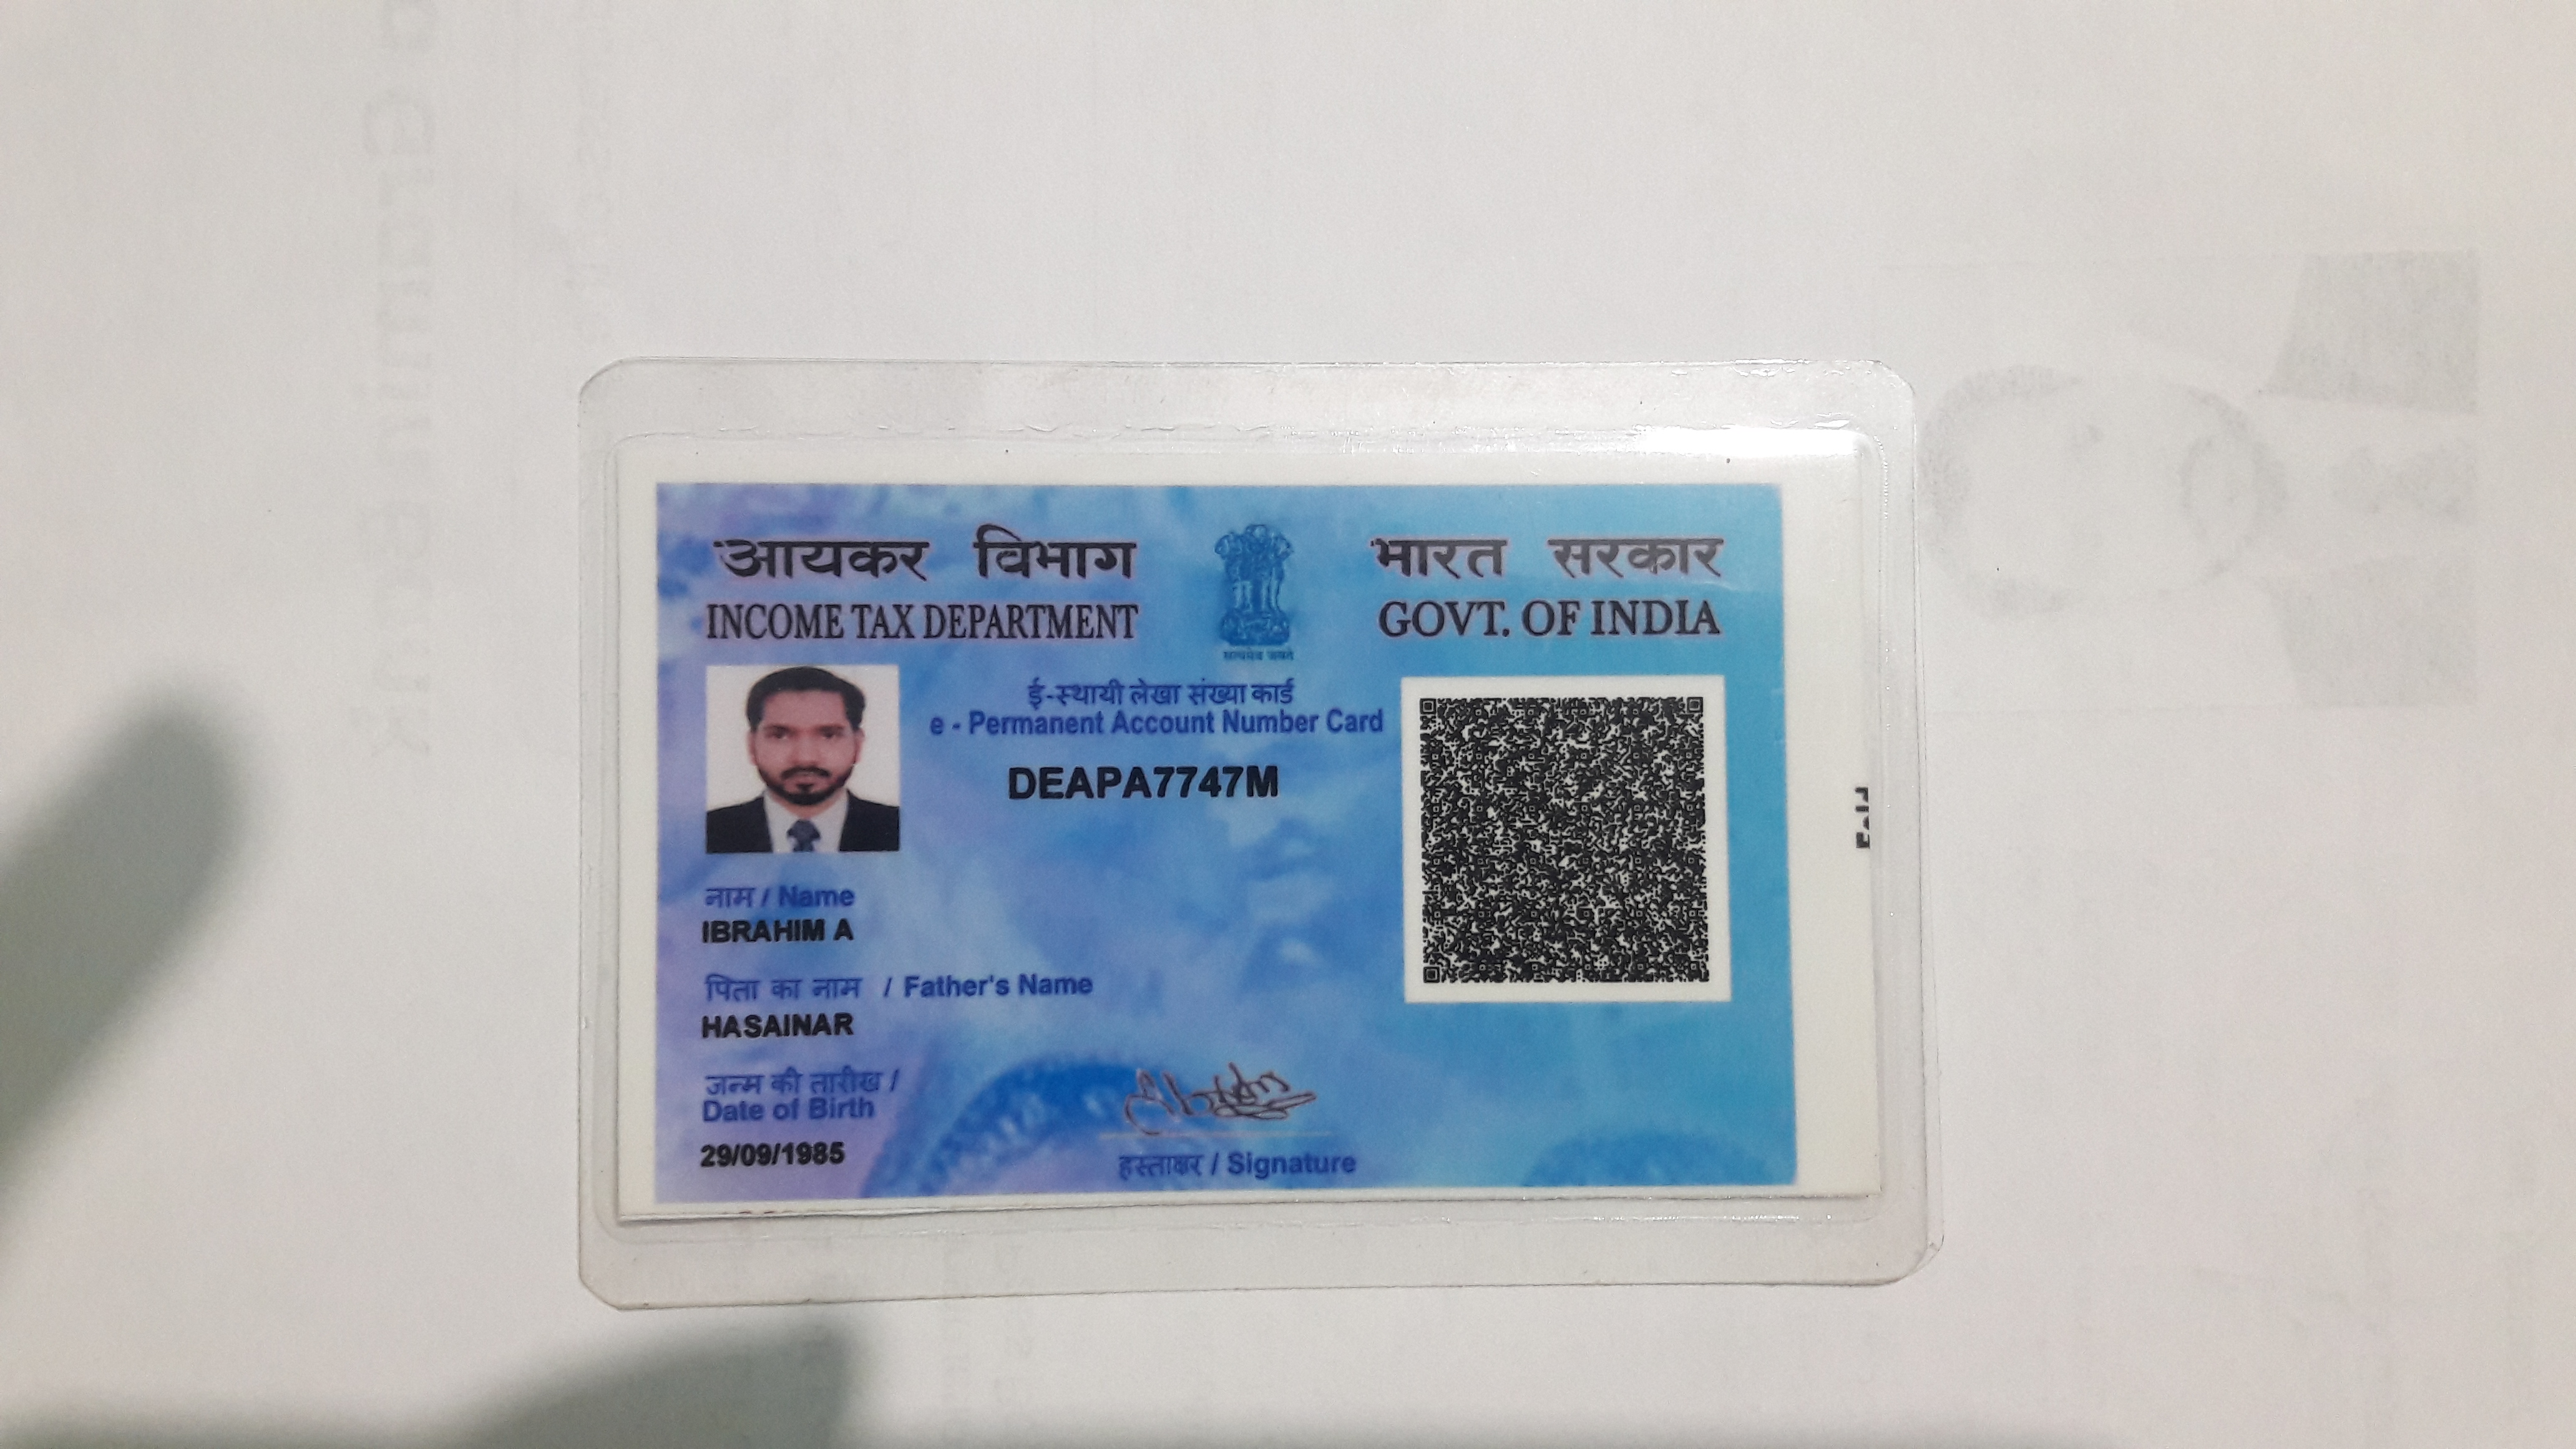 आयकर विभाग
INCOME TAX DEPARTMENT
सत्यमेव जयते
भारत सरकार
GOVT. OF INDIA
ई-स्थायी लेखा संख्या कार्ड
e - Permanent Account Number Card
DEAPA7747M
नाम / Name
IBRAHIM A
पिता का नाम / Father's Name
HASAINAR
जन्म की तारीख /
Date of Birth
29/09/1985
हस्ताक्षर / Signature